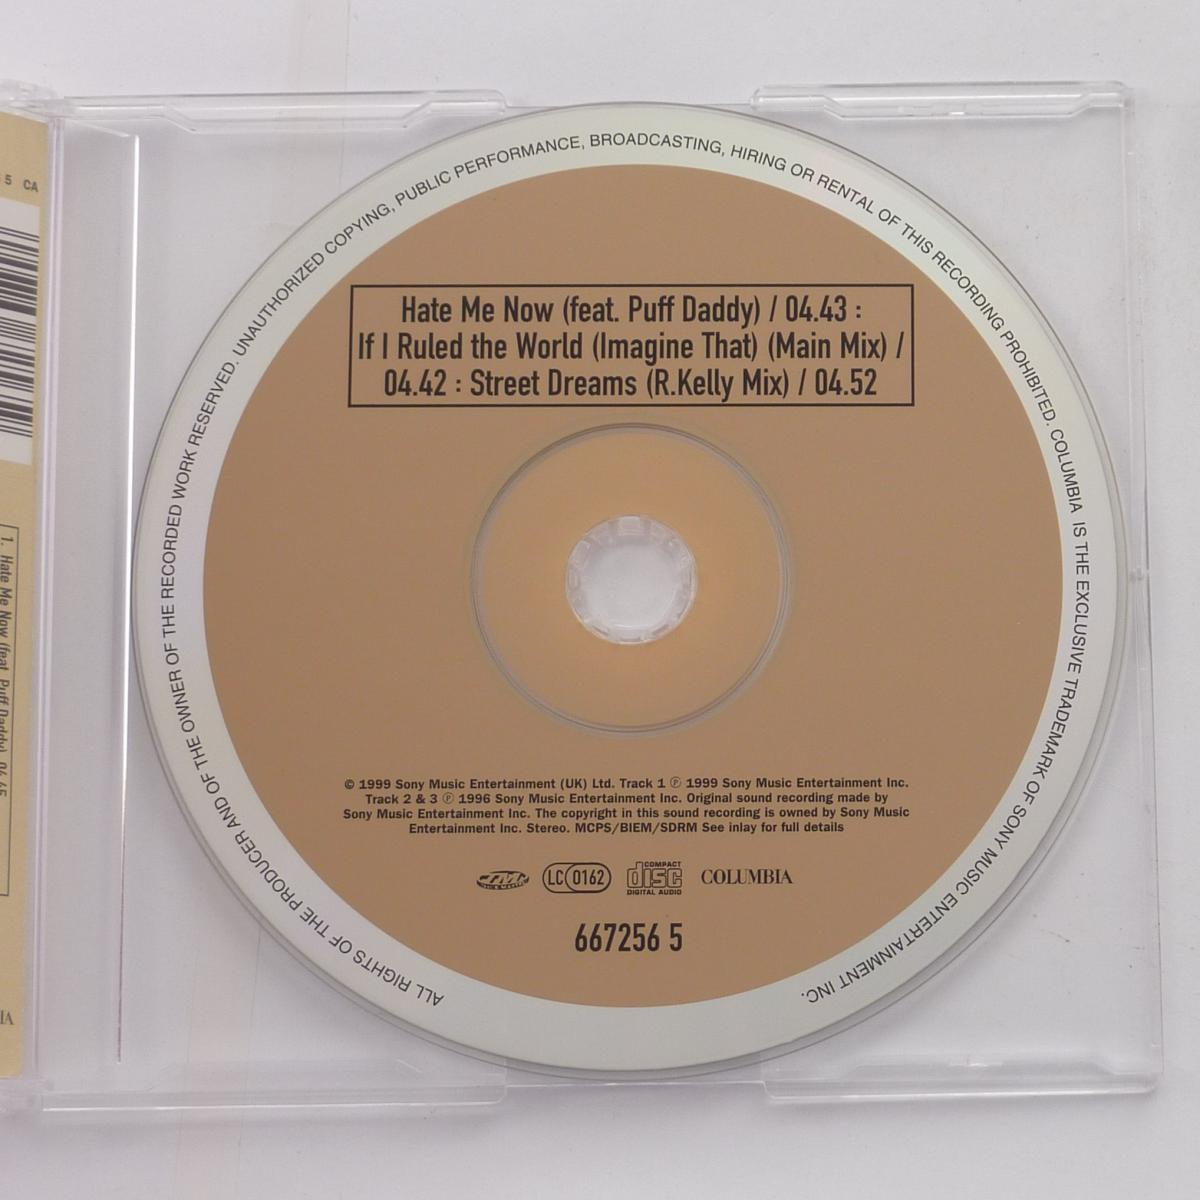 Hate Me Now (feat. Puff Daddy) / 04.43 :
If I Ruled the World (Imagine That) (Main Mix) /
04.42 : Street Dreams (R.Kelly Mix) / 04.52
ALL RIGHTS OF THE PRODUCER AND OF THE OWNER OF THE RECORDED WORK RESERVED. UNAUTHORIZED COPYING, PUBLIC PERFORMANCE, BROADCASTING, HIRING OR RENTAL OF THIS RECORDING PROHIBITED. COLUMBIA IS THE EXCLUSIVE TRADEMARK OF SONY MUSIC ENTERTAINMENT INC.
© 1999 Sony Music Entertainment (UK) Ltd. Track 1 ℗ 1999 Sony Music Entertainment Inc.
Track 2 & 3 ℗ 1996 Sony Music Entertainment Inc. Original sound recording made by
Sony Music Entertainment Inc. The copyright in this sound recording is owned by Sony Music
Entertainment Inc. Stereo. MCPS/BIEM/SDRM See inlay for full details
LC 0162
COMPACT
disc
DIGITAL AUDIO
COLUMBIA
667256 5
5 CA
1. Hate Me Now (feat. Puff Daddy)
IA